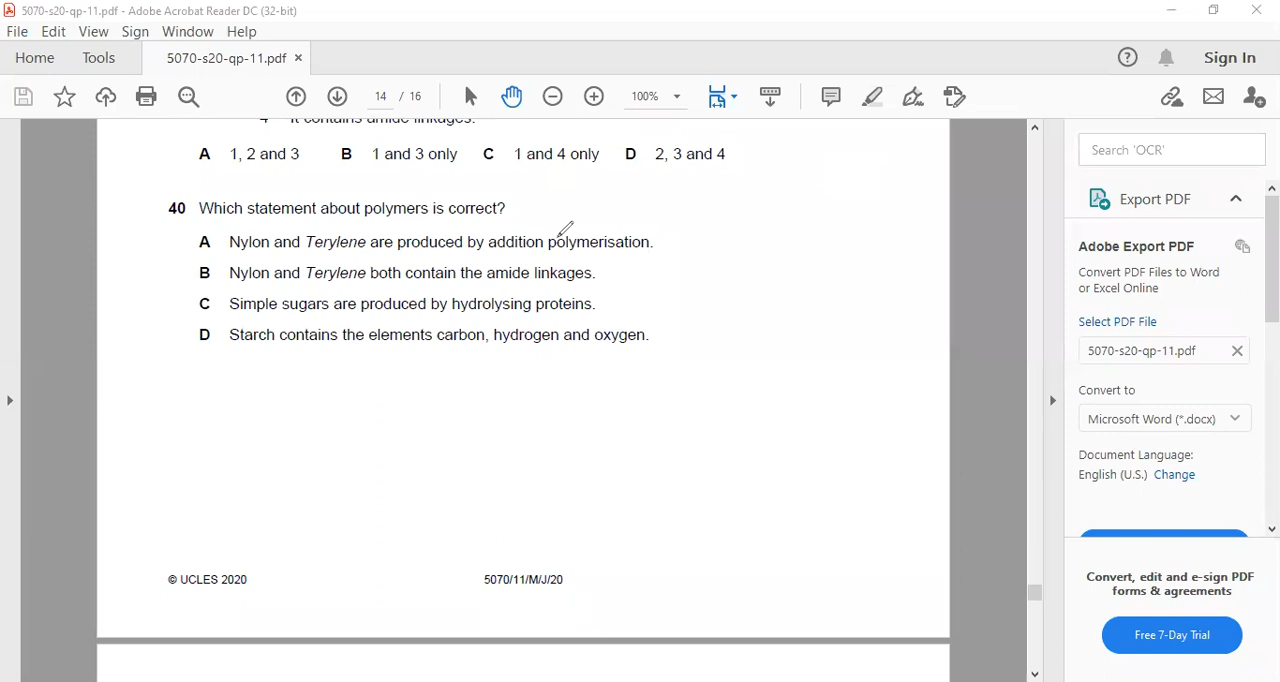 5070-s20-qp-11.pdf - Adobe Acrobat Reader DC (32-bit)
File Edit View Sign Window Help
Home Tools 5070-s20-qp-11.pdf × Sign In
14 / 16 100%
4 It contains amide linkages.
A 1, 2 and 3 B 1 and 3 only C 1 and 4 only D 2, 3 and 4
40 Which statement about polymers is correct?
A Nylon and Terylene are produced by addition polymerisation.
B Nylon and Terylene both contain the amide linkages.
C Simple sugars are produced by hydrolysing proteins.
D Starch contains the elements carbon, hydrogen and oxygen.
© UCLES 2020 5070/11/M/J/20
Search 'OCR'
Export PDF
Adobe Export PDF
Convert PDF Files to Word
or Excel Online
Select PDF File
5070-s20-qp-11.pdf
Convert to
Microsoft Word (*.docx)
Document Language:
English (U.S.) Change
Convert, edit and e-sign PDF
forms & agreements
Free 7-Day Trial